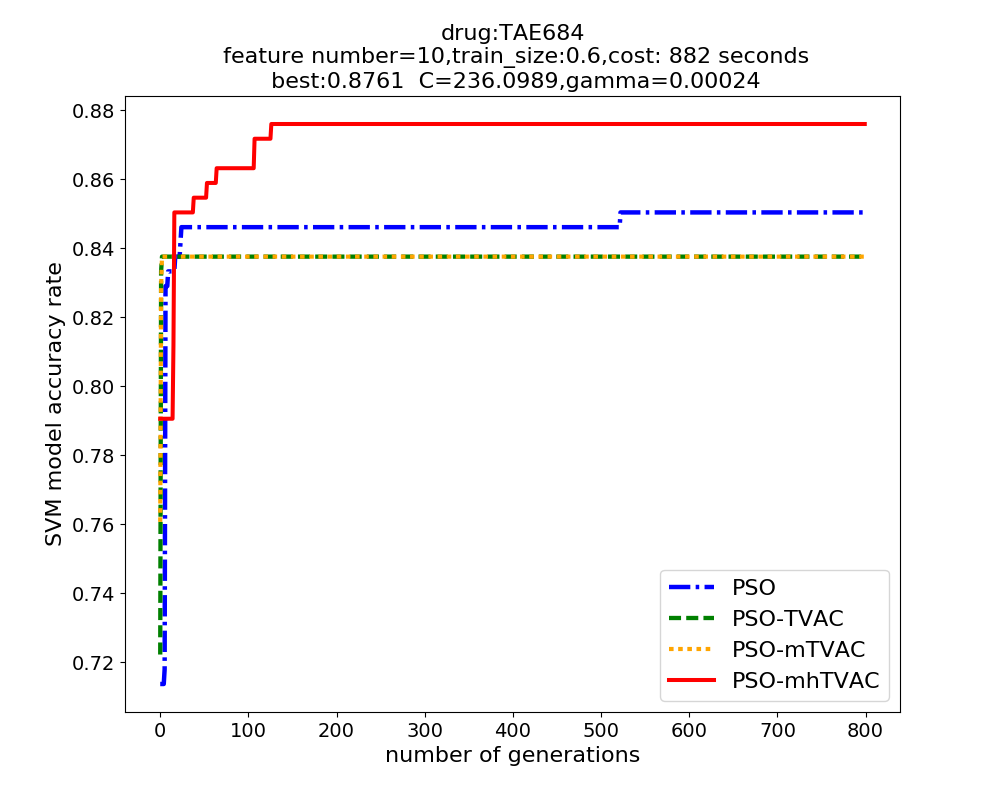 drug:TAE684
feature number=10,train_size:0.6,cost: 882 seconds
best:0.8761  C=236.0989,gamma=0.00024
0.88
0.86
0.84
0.82
0.80
0.78
0.76
0.74
0.72
SVM model accuracy rate
PSO
PSO-TVAC
PSO-mTVAC
PSO-mhTVAC
0 100 200 300 400 500 600 700 800
number of generations